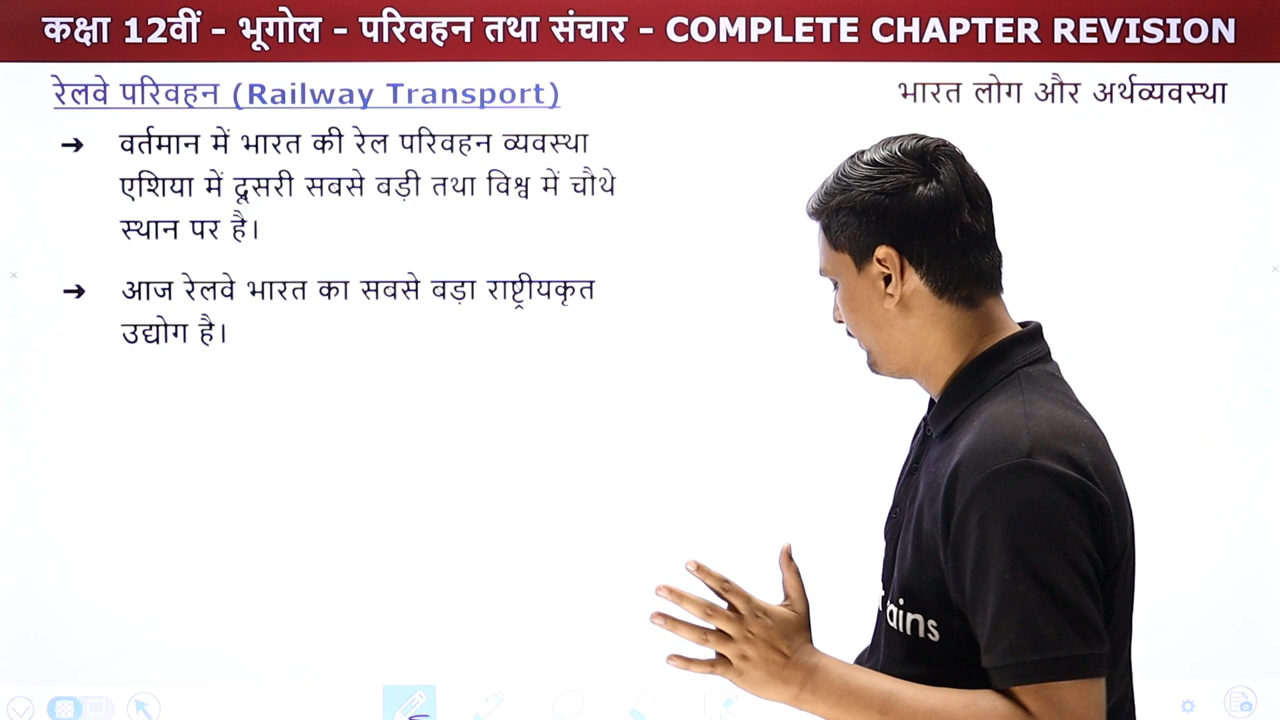 कक्षा 12वीं - भूगोल - परिवहन तथा संचार - COMPLETE CHAPTER REVISION
रेलवे परिवहन (Railway Transport)
भारत लोग और अर्थव्यवस्था
➔ वर्तमान में भारत की रेल परिवहन व्यवस्था
एशिया में दूसरी सबसे बड़ी तथा विश्व में चौथे
स्थान पर है।
➔ आज रेलवे भारत का सबसे बड़ा राष्ट्रीयकृत
उद्योग है।